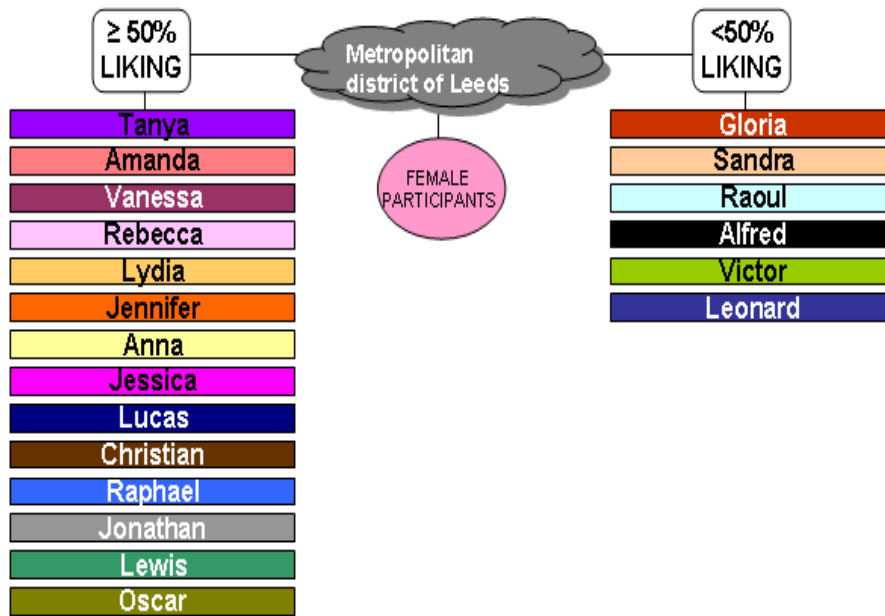 ≥ 50%
LIKING
Metropolitan
district of Leeds
<50%
LIKING
FEMALE
PARTICIPANTS
Tanya
Amanda
Vanessa
Rebecca
Lydia
Jennifer
Anna
Jessica
Lucas
Christian
Raphael
Jonathan
Lewis
Oscar
Gloria
Sandra
Raoul
Alfred
Victor
Leonard